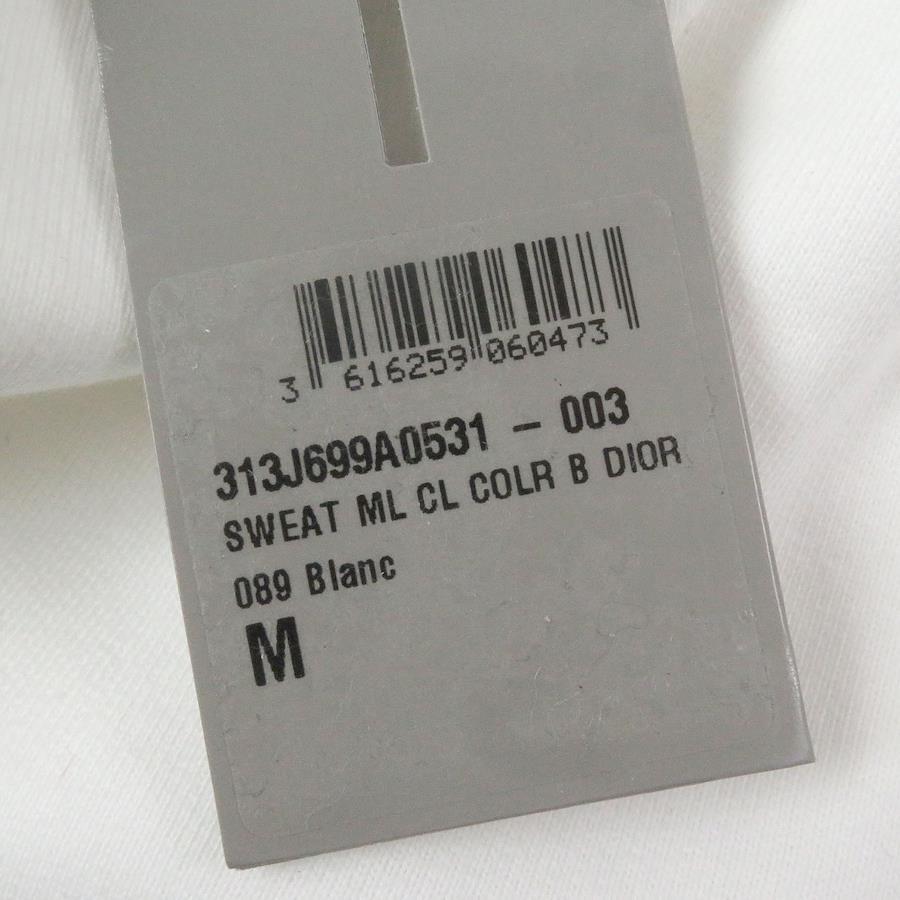 3 616259 060473
313J699A0531 - 003
SWEAT ML CL COLR B DIOR
089 Blanc
M